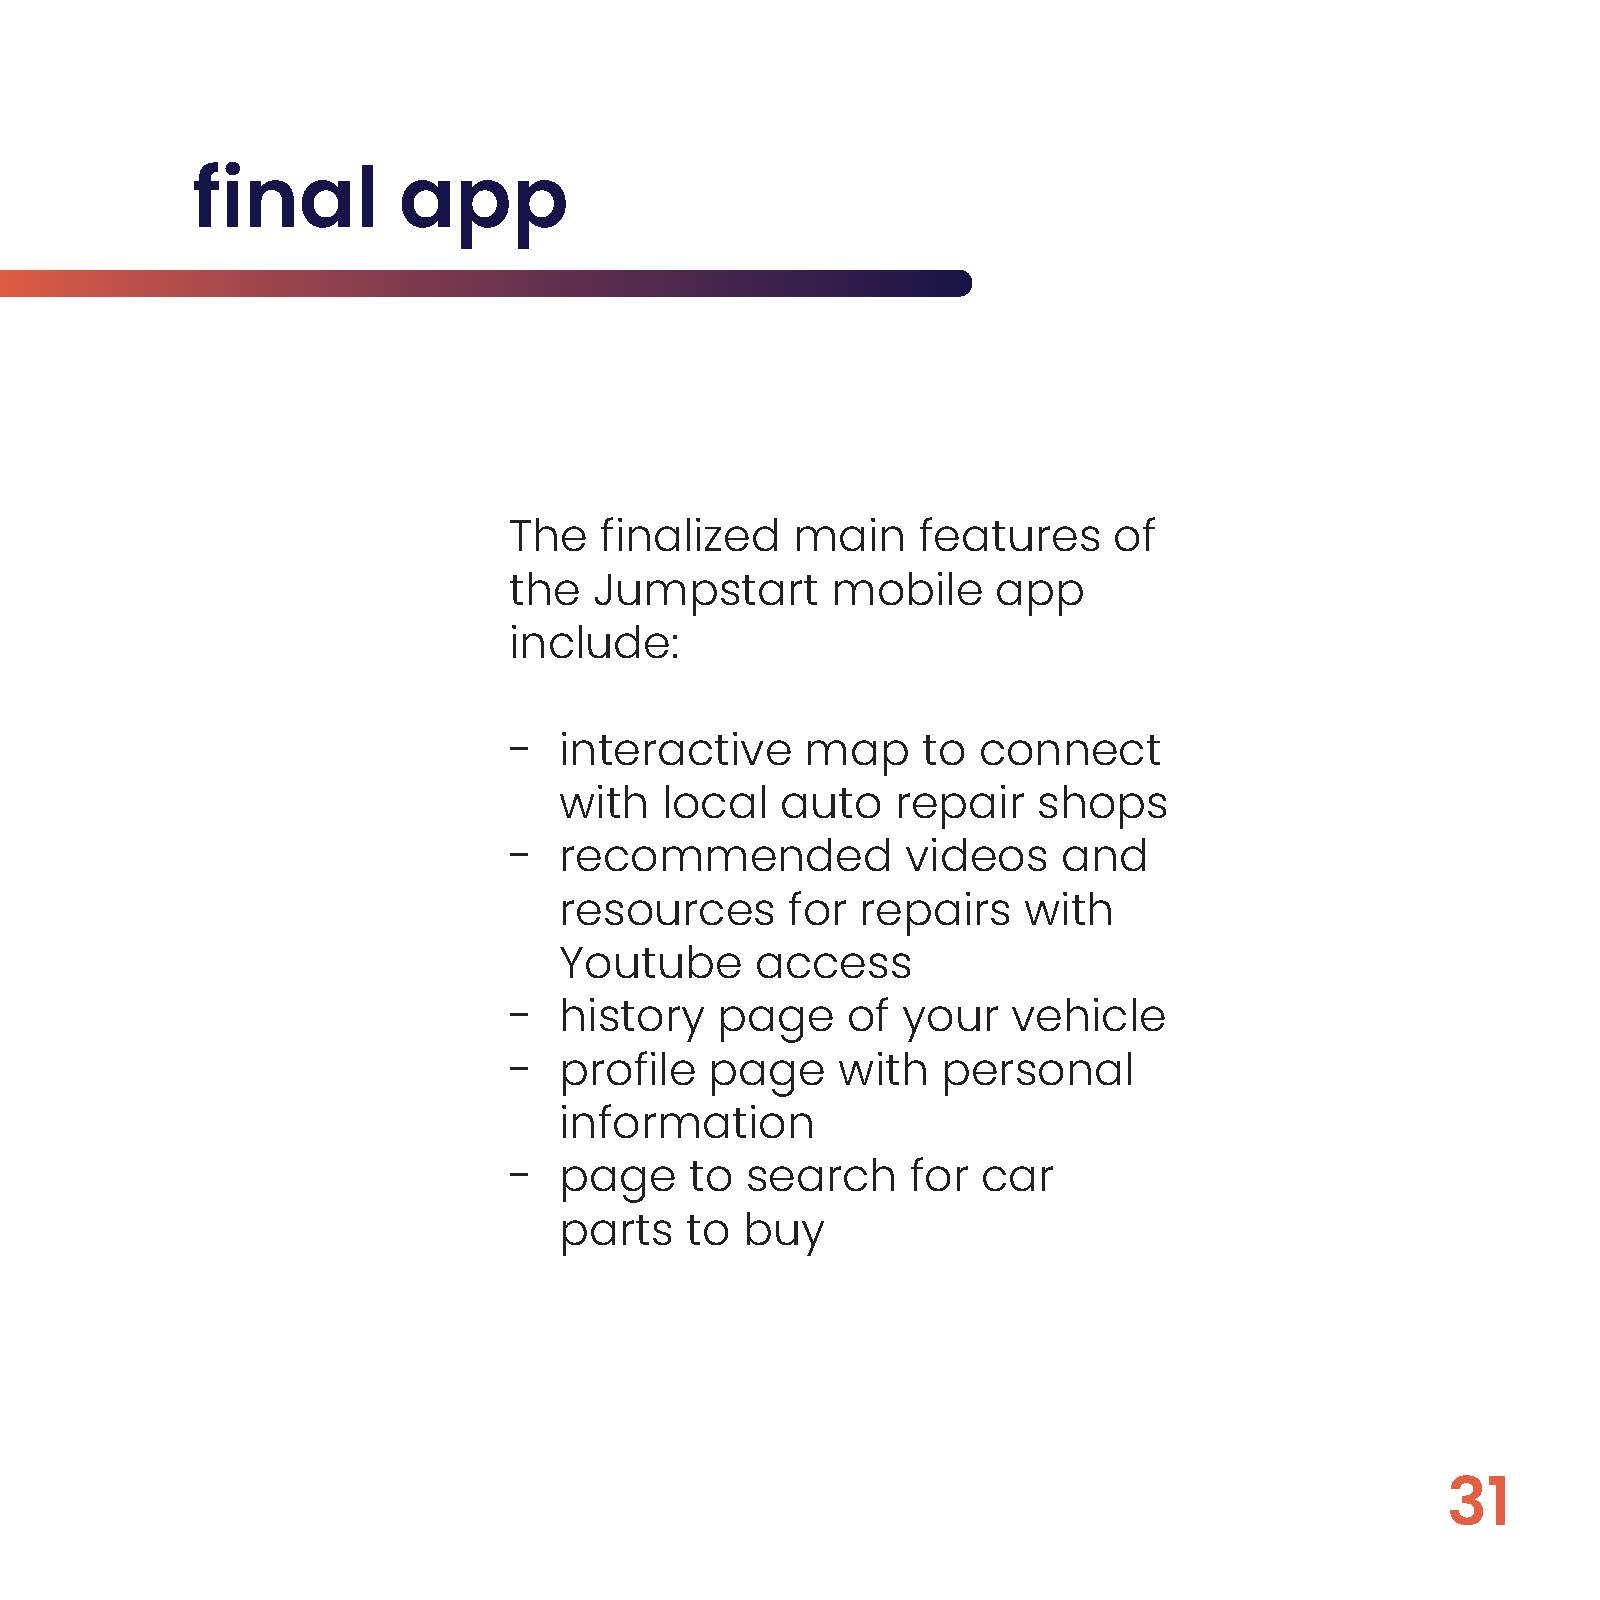 final app
The finalized main features of
the Jumpstart mobile app
include:
- interactive map to connect
with local auto repair shops
- recommended videos and
resources for repairs with
Youtube access
- history page of your vehicle
- profile page with personal
information
- page to search for car
parts to buy
31